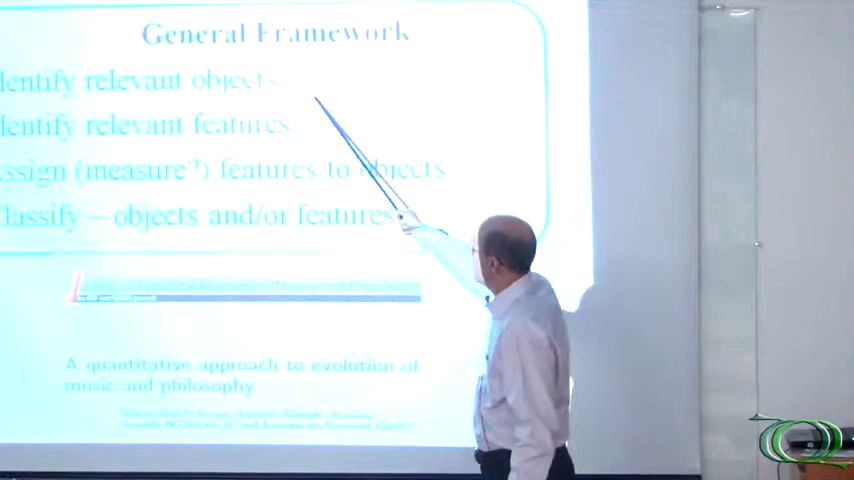 General Framework
dentify relevant objects
dentify relevant features
ssign (measure?) features to objects
lassify – objects and/or features
A quantitative approach to evolution of
music and philosophy